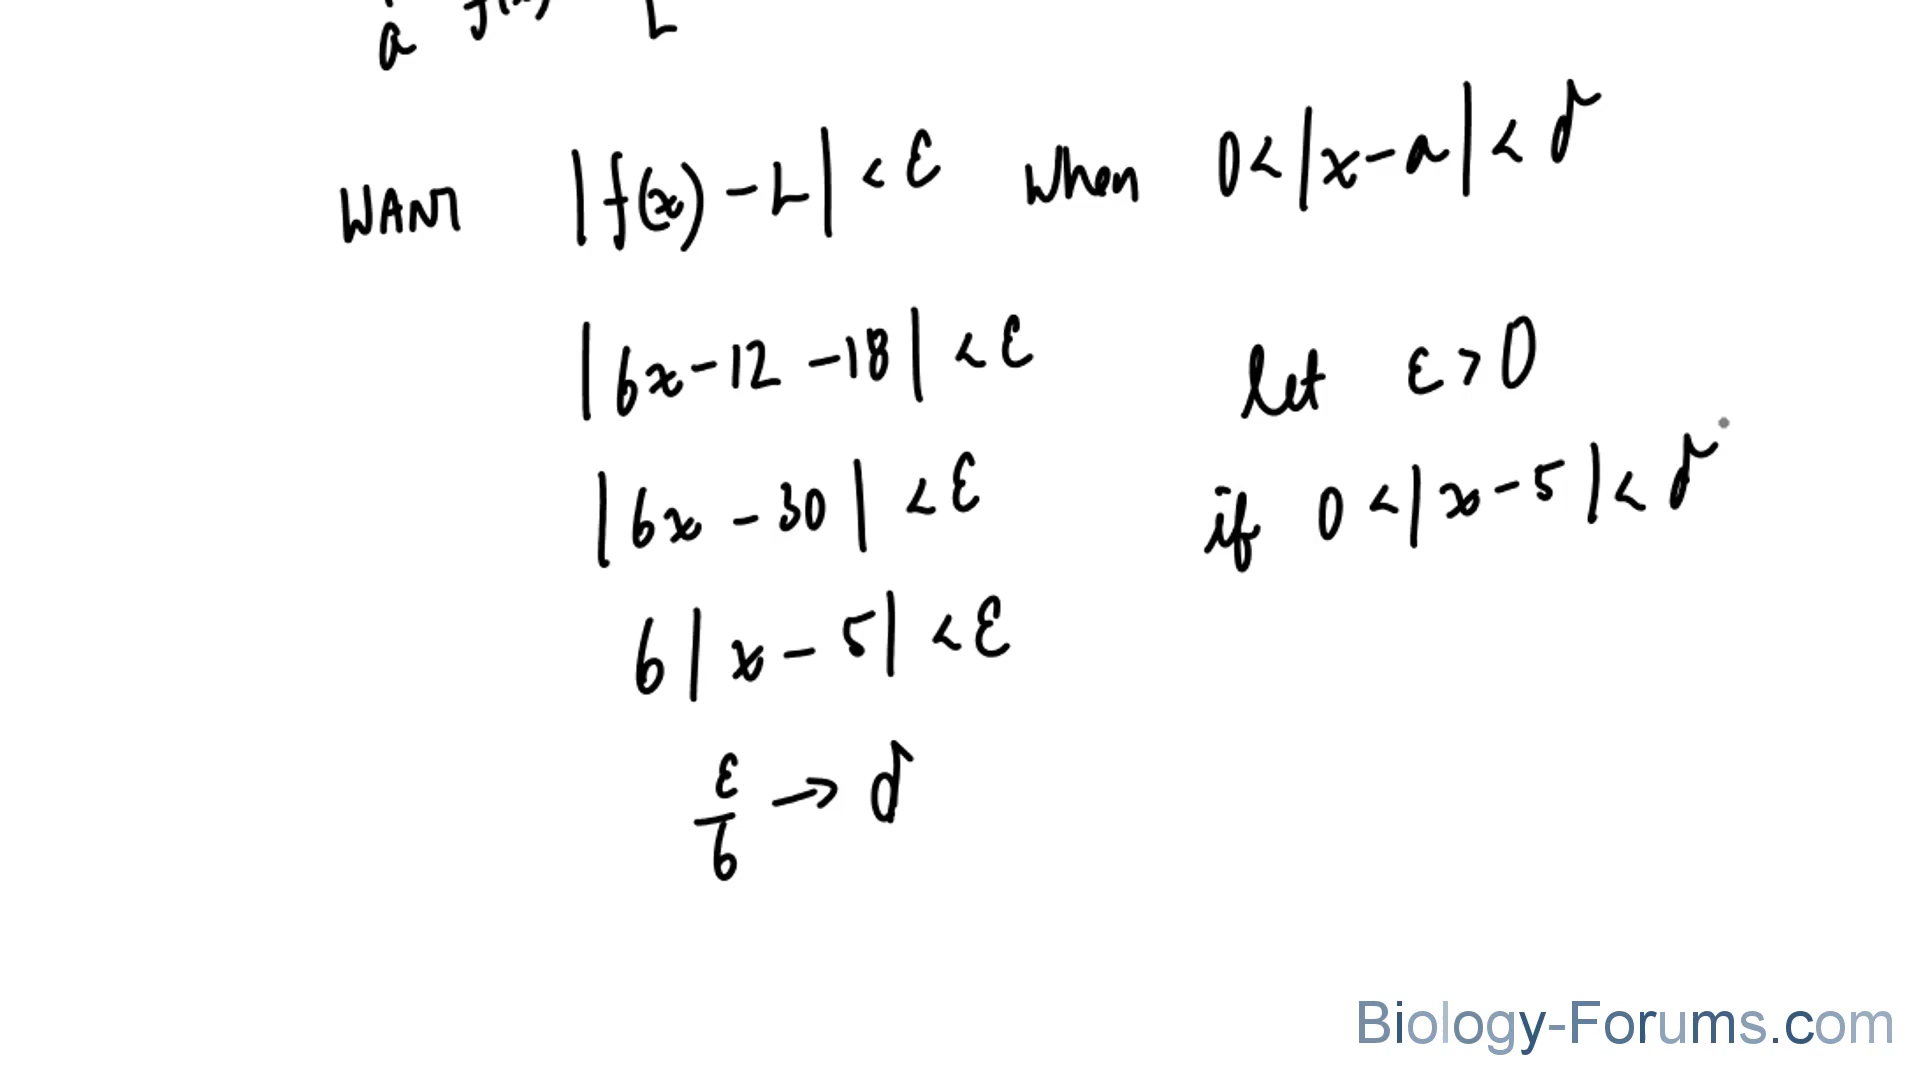 a f(x) L
WANT |f(x) - L| < ε when 0 < |x - a| < δ
|6x - 12 - 18| < ε let ε > 0
|6x - 30| < ε if 0 < |x - 5| < δ
6|x - 5| < ε
ε/6 → δ
Biology-Forums.com